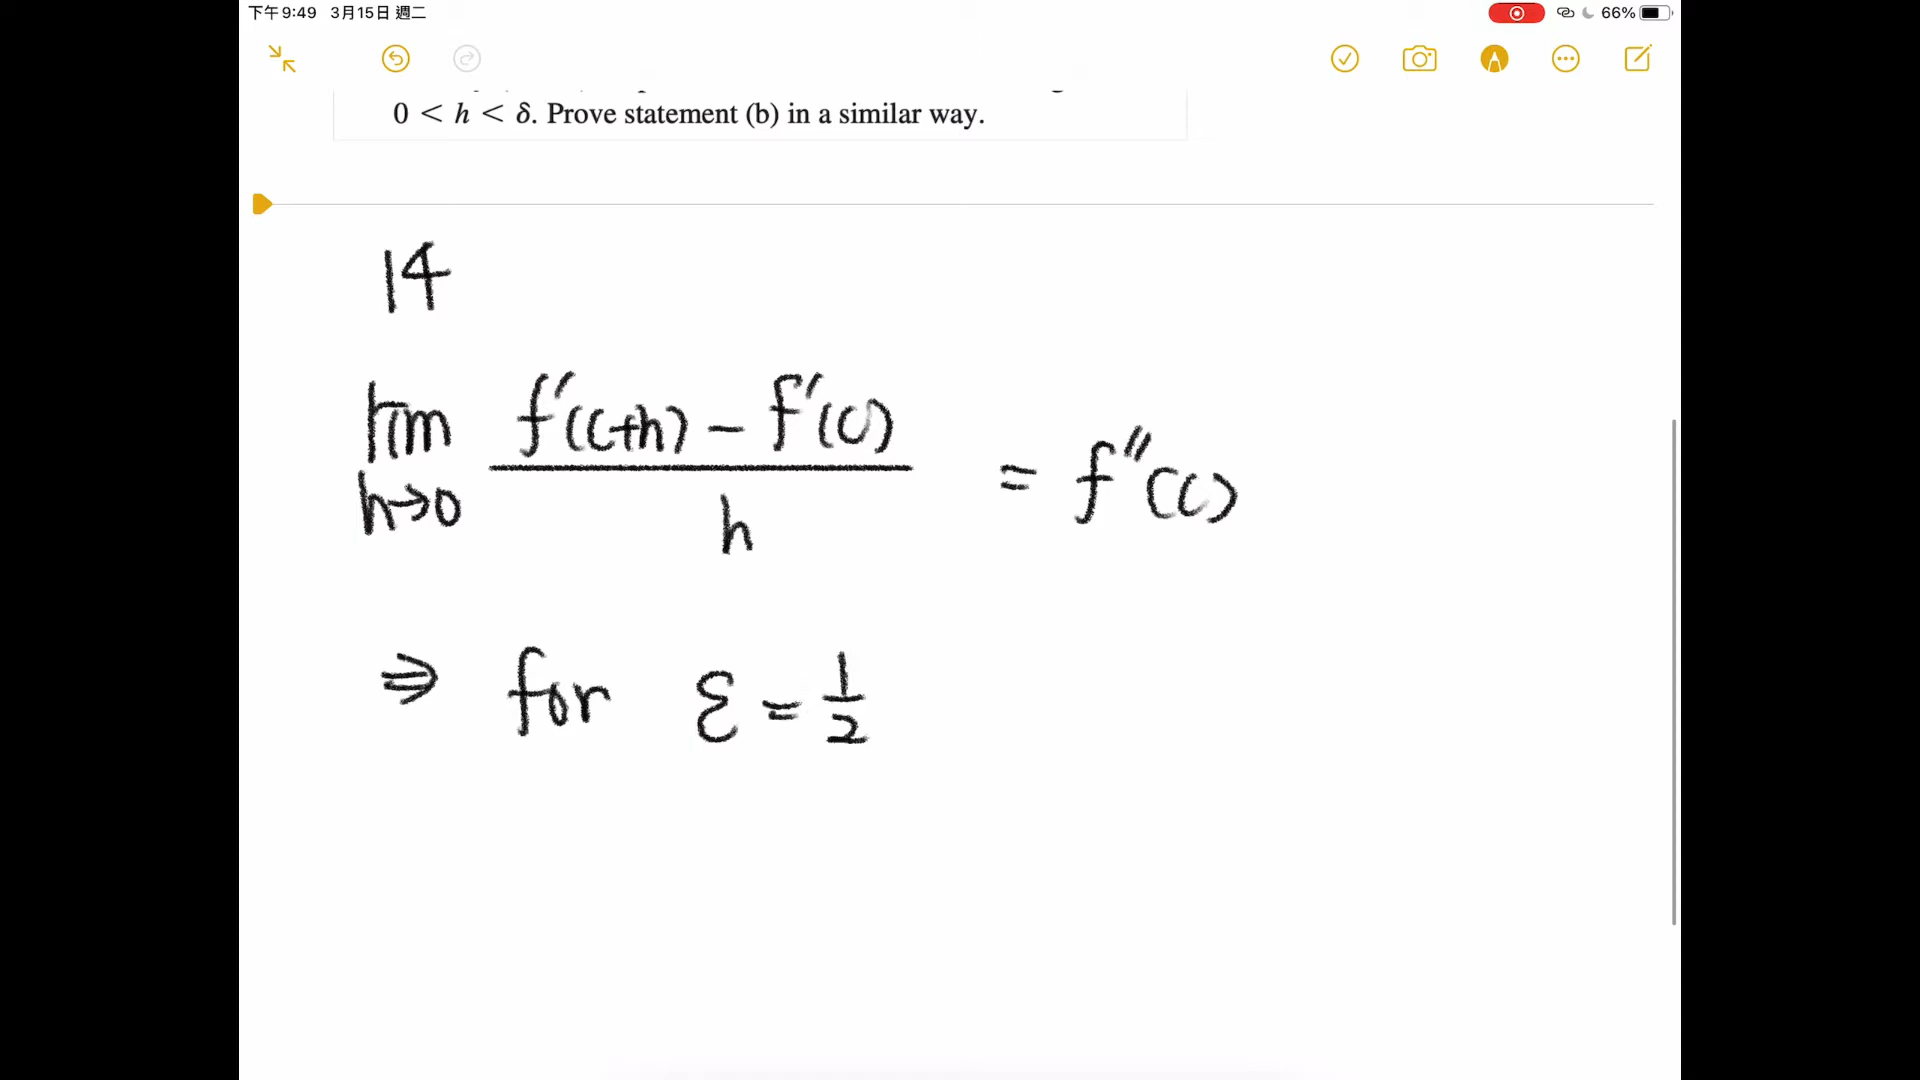 下午9:49 3月15日 週二 66%
0 < h < δ. Prove statement (b) in a similar way.
14
lim f′(c+h) − f′(c) = f″(c)
h→0 h
⇒ for ε = 1/2